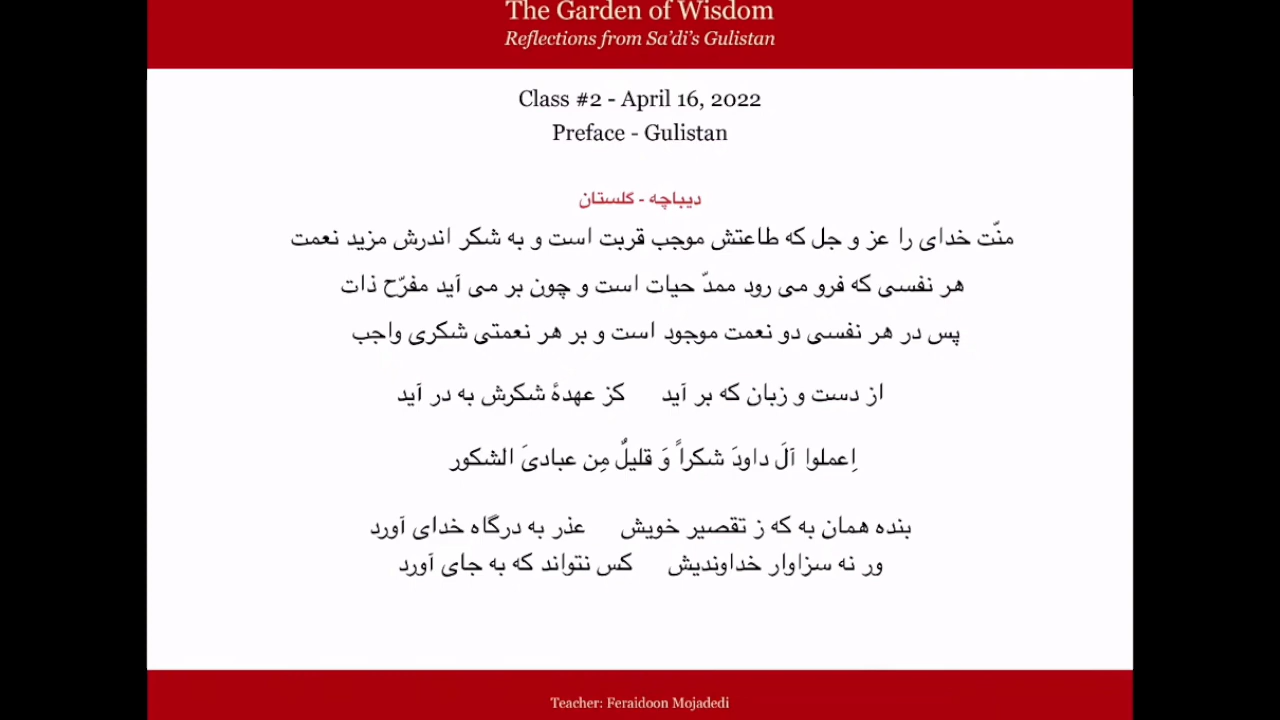 The Garden of Wisdom
Reflections from Sa’di’s Gulistan
Class #2 - April 16, 2022
Preface - Gulistan
دیباچه - گلستان
منّت خدای را عز و جل که طاعتش موجب قربت است و به شکر اندرش مزید نعمت
هر نفسی که فرو می رود ممدّ حیات است و چون بر می آید مفرّح ذات
پس در هر نفسی دو نعمت موجود است و بر هر نعمتی شکری واجب
از دست و زبان که بر آید کز عهدهٔ شکرش به در آید
اِعملوا آلَ داودَ شکراً وَ قلیلٌ مِن عبادیَ الشکور
بنده همان به که ز تقصیر خویش عذر به درگاه خدای آورد
ور نه سزاوار خداوندیش کس نتواند که به جای آورد
Teacher: Feraidoon Mojadedi